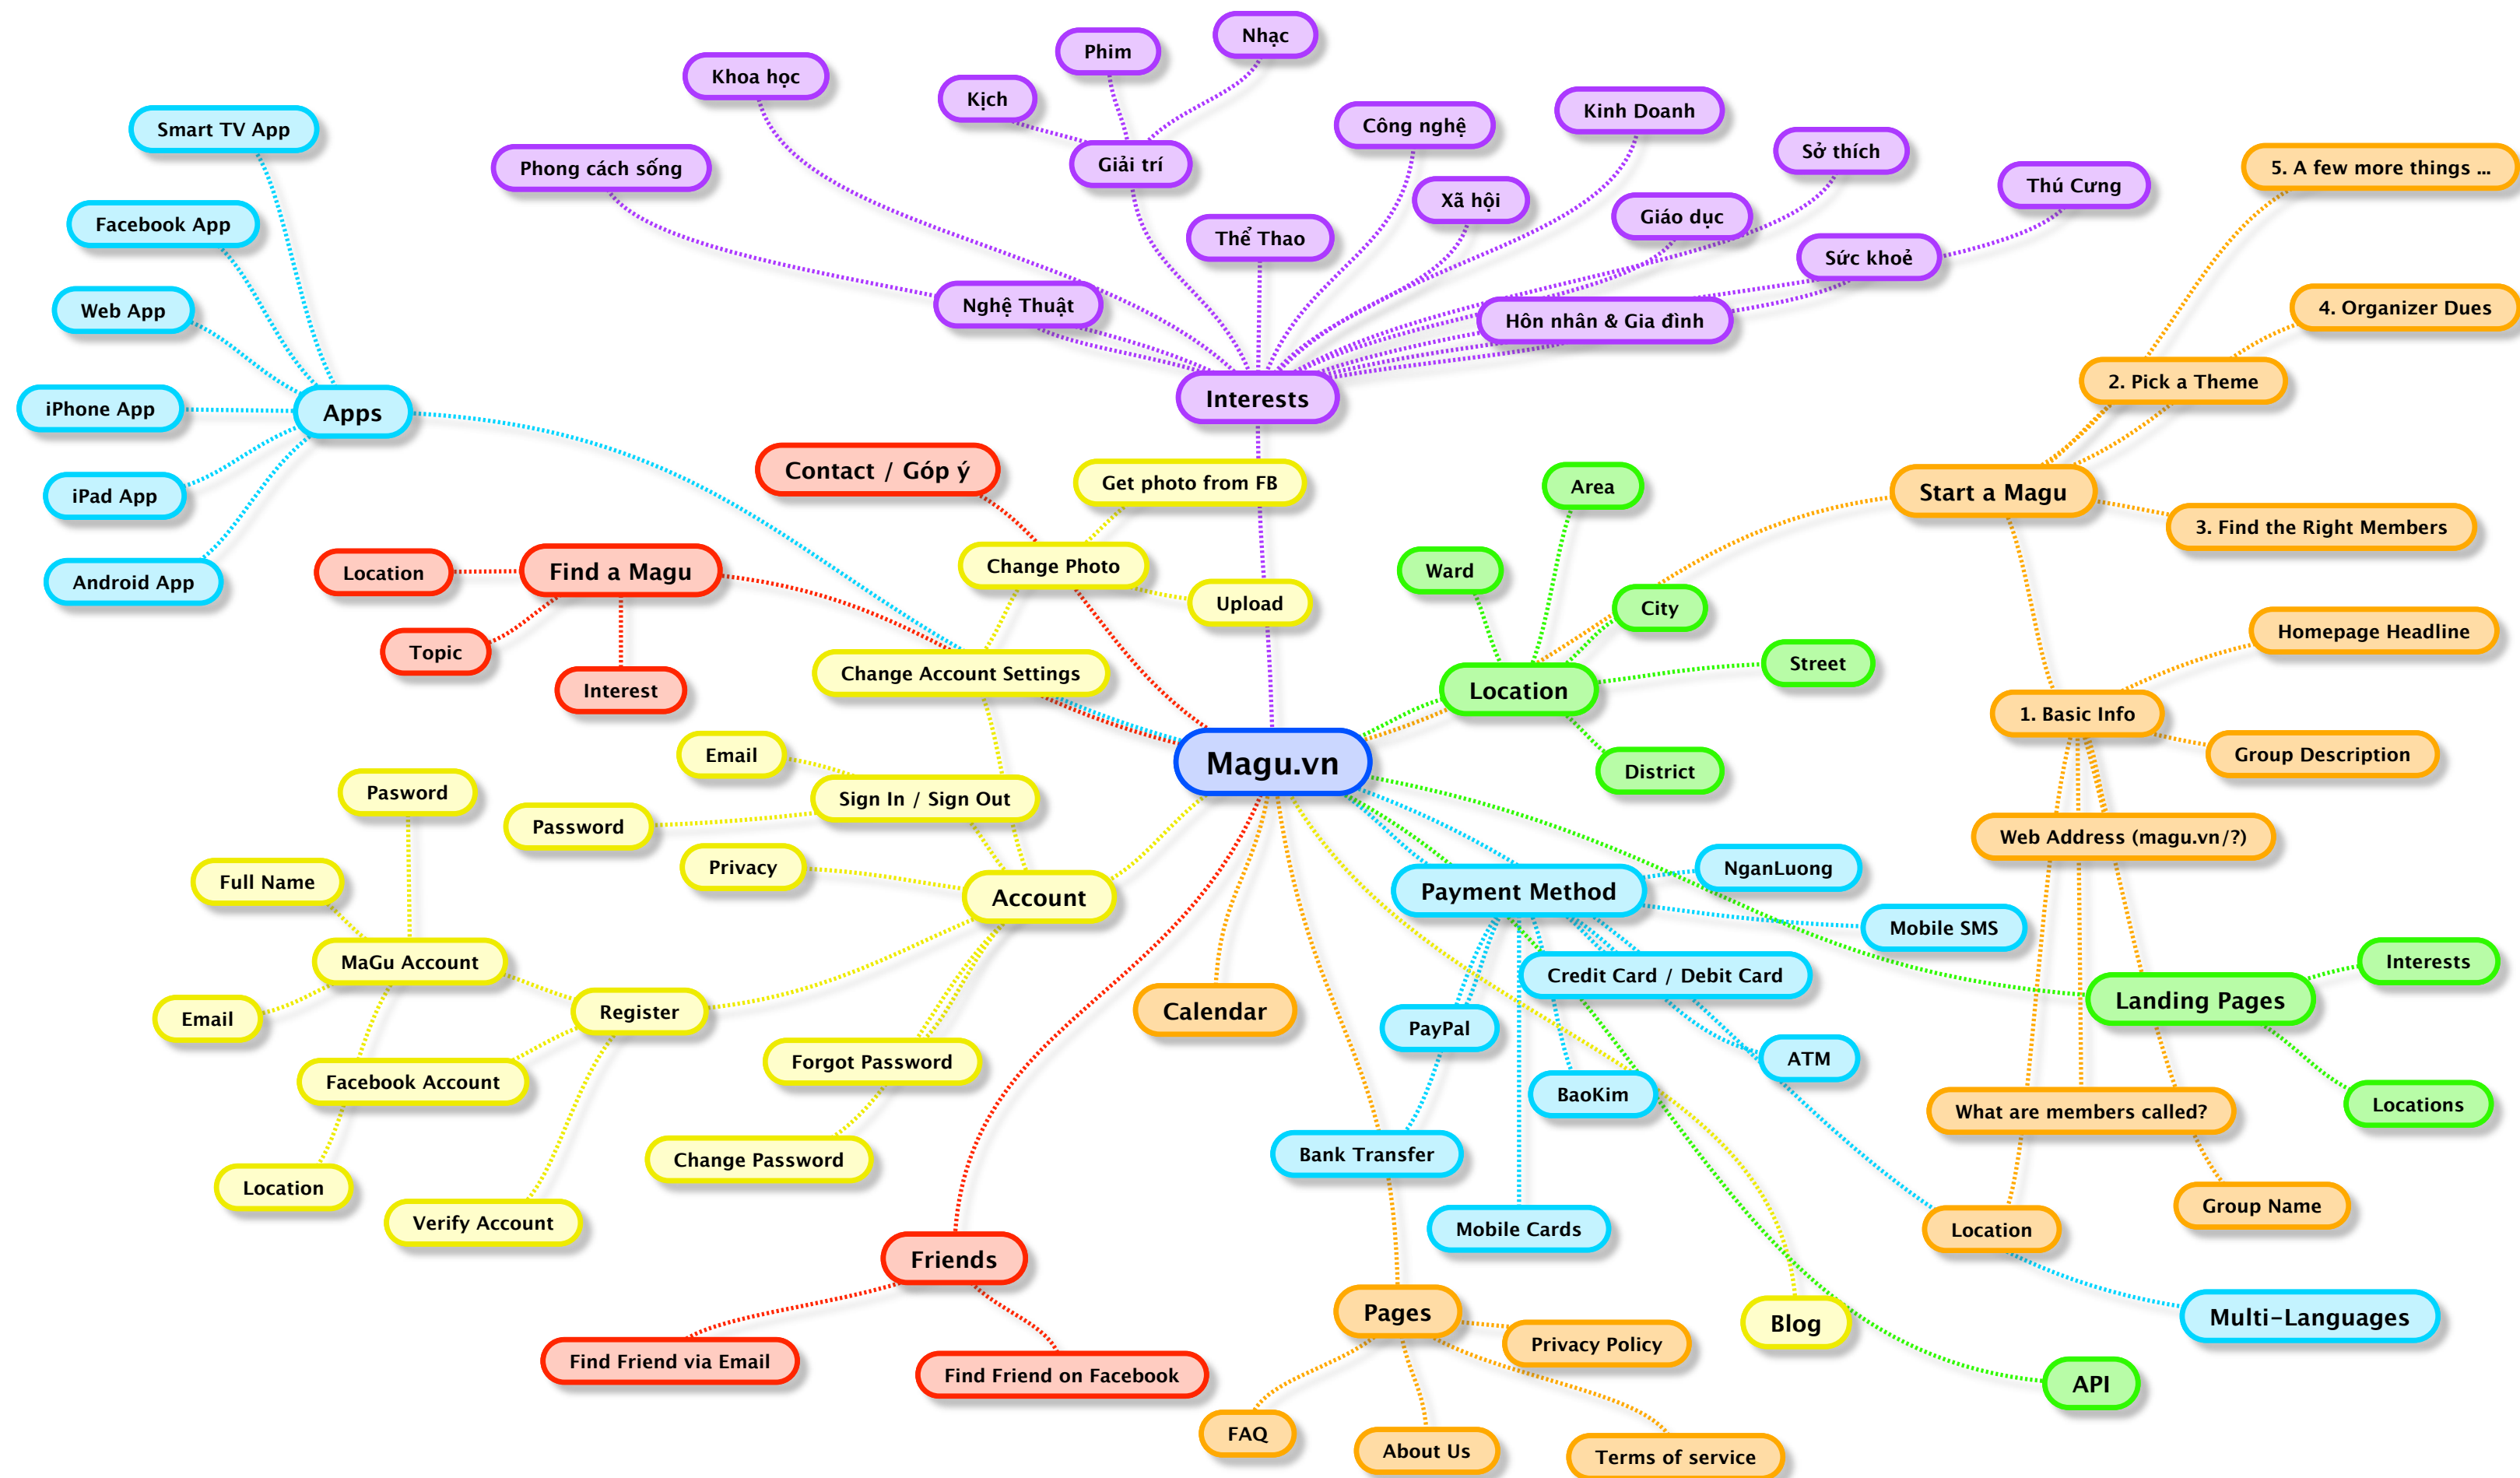 Nhạc
Phim
Khoa học
Kịch
Kinh Doanh
Công nghệ
Smart TV App
Sở thích
Giải trí
5. A few more things ...
Phong cách sống
Thú Cưng
Xã hội
Giáo dục
Facebook App
Thể Thao
Sức khoẻ
Nghệ Thuật
4. Organizer Dues
Web App
Hôn nhân & Gia đình
2. Pick a Theme
Interests
iPhone App
Apps
Contact / Góp ý
Get photo from FB
Area
Start a Magu
iPad App
3. Find the Right Members
Change Photo
Ward
Find a Magu
Location
Android App
Upload
City
Homepage Headline
Topic
Street
Change Account Settings
Interest
Location
1. Basic Info
Email
Group Description
Magu.vn
District
Pasword
Sign In / Sign Out
Password
Web Address (magu.vn/?)
Privacy
NganLuong
Full Name
Payment Method
Account
Mobile SMS
MaGu Account
Interests
Credit Card / Debit Card
Landing Pages
Register
Calendar
Email
PayPal
Forgot Password
ATM
Facebook Account
BaoKim
Locations
What are members called?
Bank Transfer
Change Password
Location
Group Name
Verify Account
Mobile Cards
Location
Friends
Pages
Multi-Languages
Blog
Privacy Policy
Find Friend via Email
Find Friend on Facebook
API
FAQ
About Us
Terms of service